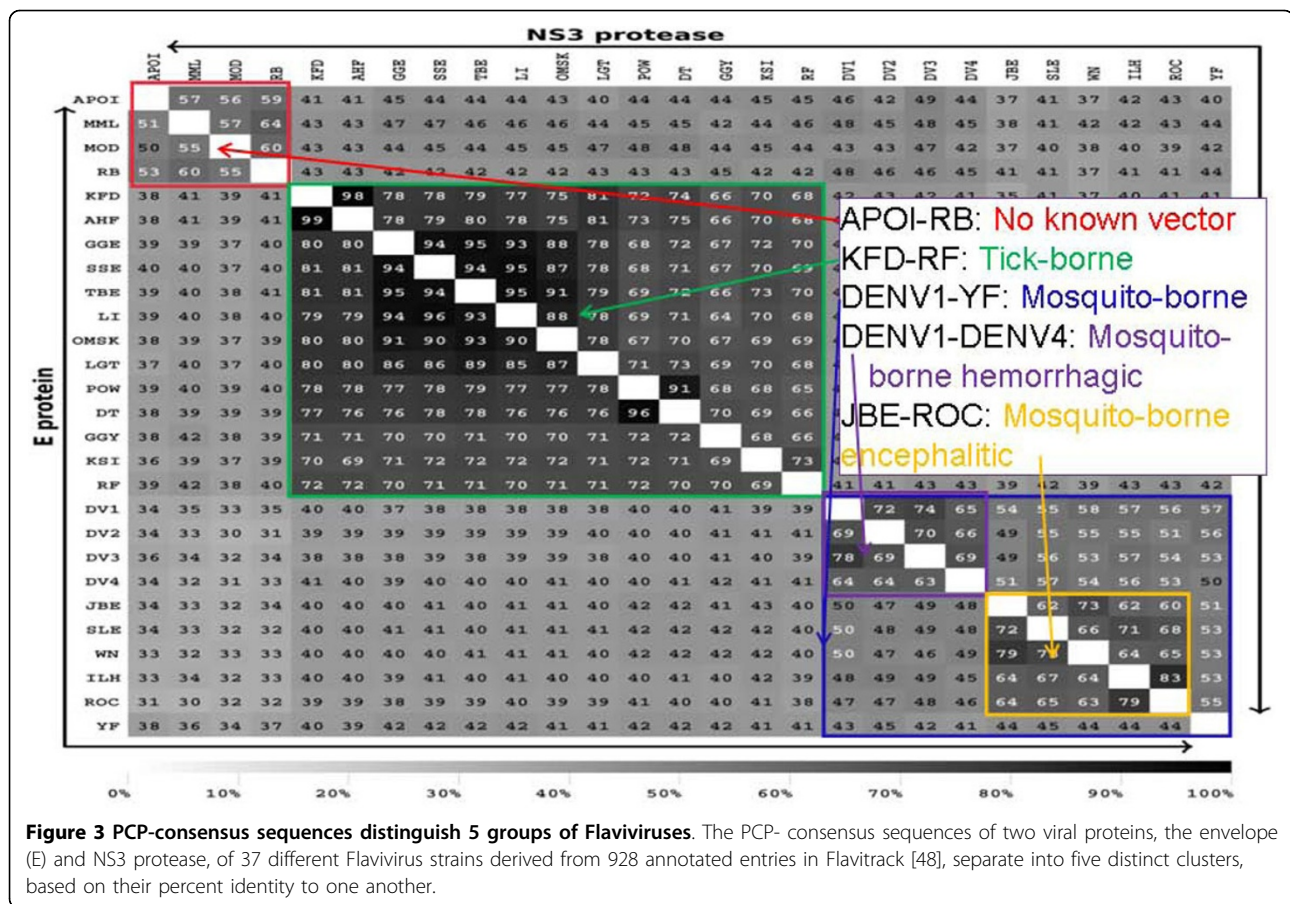 NS3 protease
APOI MML MOD RB KFD AHF GGE SSE TBE LI OMSK LGT POW DT GGY KSI RF DV1 DV2 DV3 DV4 JBE SLE WN ILH ROC YF
E protein
APOI 57 56 59 41 41 45 44 44 44 43 40 44 44 44 45 45 46 42 49 44 37 41 37 42 43 40
MML 51 57 64 43 43 47 47 46 46 46 44 45 45 42 44 46 48 45 48 45 38 41 42 42 43 44
MOD 50 55 60 43 43 44 45 44 45 45 47 48 48 44 45 44 43 43 47 42 37 40 38 40 39 42
RB 53 60 55 43 43 42 42 42 42 42 43 43 43 45 42 42 48 46 46 45 41 41 37 41 41 44
KFD 38 41 39 41 98 78 78 79 77 75 81 72 74 66 70 68
AHF 38 41 39 41 99 78 79 80 78 75 81 73 75 66 70 68
GGE 39 39 37 40 80 80 94 95 93 88 78 68 72 67 72 70
SSE 40 40 37 40 81 81 94 94 95 87 78 68 71 67 70 69
TBE 39 40 38 41 81 81 95 94 95 91 79 69 72 66 73 70
LI 39 40 38 40 79 79 94 96 93 88 78 69 71 64 70 68
OMSK 38 39 37 39 80 80 91 90 93 90 78 67 70 67 69 69
LGT 37 40 37 40 80 80 86 86 89 85 87 71 73 69 70 68
POW 39 40 39 40 78 78 77 78 79 77 77 78 91 68 68 65
DT 38 39 39 39 77 76 76 78 78 76 76 76 96 70 69 66
GGY 38 42 38 39 71 71 70 70 71 70 70 71 72 72 68 66
KSI 36 39 37 39 70 69 71 72 72 72 72 71 72 71 69 73
RF 39 42 38 40 72 72 70 71 71 70 71 71 72 70 70 69 41 41 43 43 39 42 39 42 43 42
DV1 34 35 33 35 40 40 37 38 38 38 38 38 40 40 41 39 39 72 74 65 54 55 58 57 56 57
DV2 34 33 30 31 39 39 39 39 39 39 39 40 40 40 41 41 41 69 70 66 49 55 55 55 51 56
DV3 36 34 32 34 38 38 38 39 38 39 39 38 40 40 41 40 39 78 69 69 49 56 53 57 54 53
DV4 34 32 31 33 41 40 39 40 40 40 41 40 40 41 42 41 41 64 64 63 51 57 54 56 53 50
JBE 34 33 32 34 40 40 40 41 40 41 41 40 42 42 41 43 40 50 47 49 48 62 73 62 60 51
SLE 34 33 32 32 40 40 41 41 40 41 41 41 42 42 42 42 40 50 48 49 48 72 66 71 68 53
WN 33 32 33 33 40 40 40 40 41 41 41 40 42 42 42 42 40 50 47 46 49 79 64 65 53
ILH 33 34 32 33 40 40 39 41 40 40 40 40 41 40 40 42 39 48 49 49 45 64 67 64 83 53
ROC 31 30 32 32 39 39 38 39 39 40 39 39 41 40 40 41 38 47 47 48 46 64 65 63 79 55
YF 38 36 34 37 40 39 42 42 42 42 41 41 42 42 42 41 41 43 45 42 41 44 45 44 44 44
APOI-RB: No known vector
KFD-RF: Tick-borne
DENV1-YF: Mosquito-borne
DENV1-DENV4: Mosquito-
borne hemorrhagic
JBE-ROC: Mosquito-borne
encephalitic
0% 10% 20% 30% 40% 50% 60% 70% 80% 90% 100%
Figure 3 PCP-consensus sequences distinguish 5 groups of Flaviviruses. The PCP- consensus sequences of two viral proteins, the envelope
(E) and NS3 protease, of 37 different Flavivirus strains derived from 928 annotated entries in Flavitrack [48], separate into five distinct clusters,
based on their percent identity to one another.